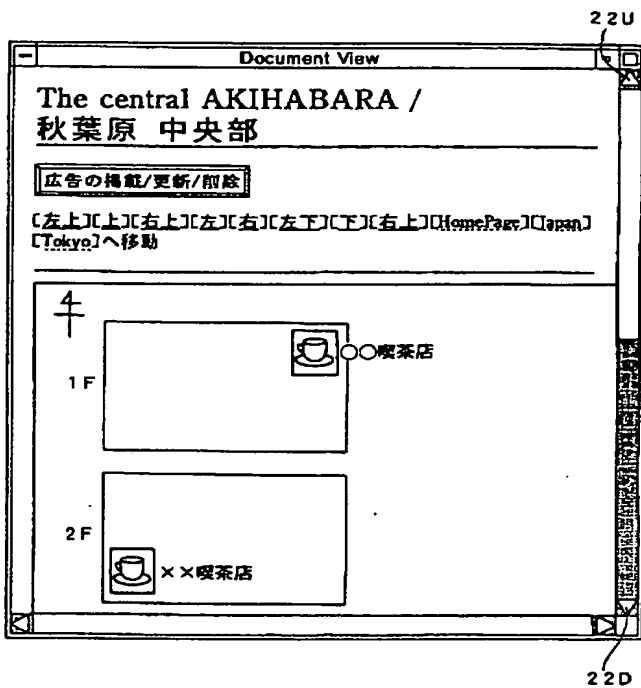 22U
Document View
The central AKIHABARA /
秋葉原 中央部
広告の掲載/更新/削除
[左上][上][右上][左][右][左下][下][右上][HomePage][Japan]
[Tokyo]へ移動
○○喫茶店
1F
2F
××喫茶店
22D